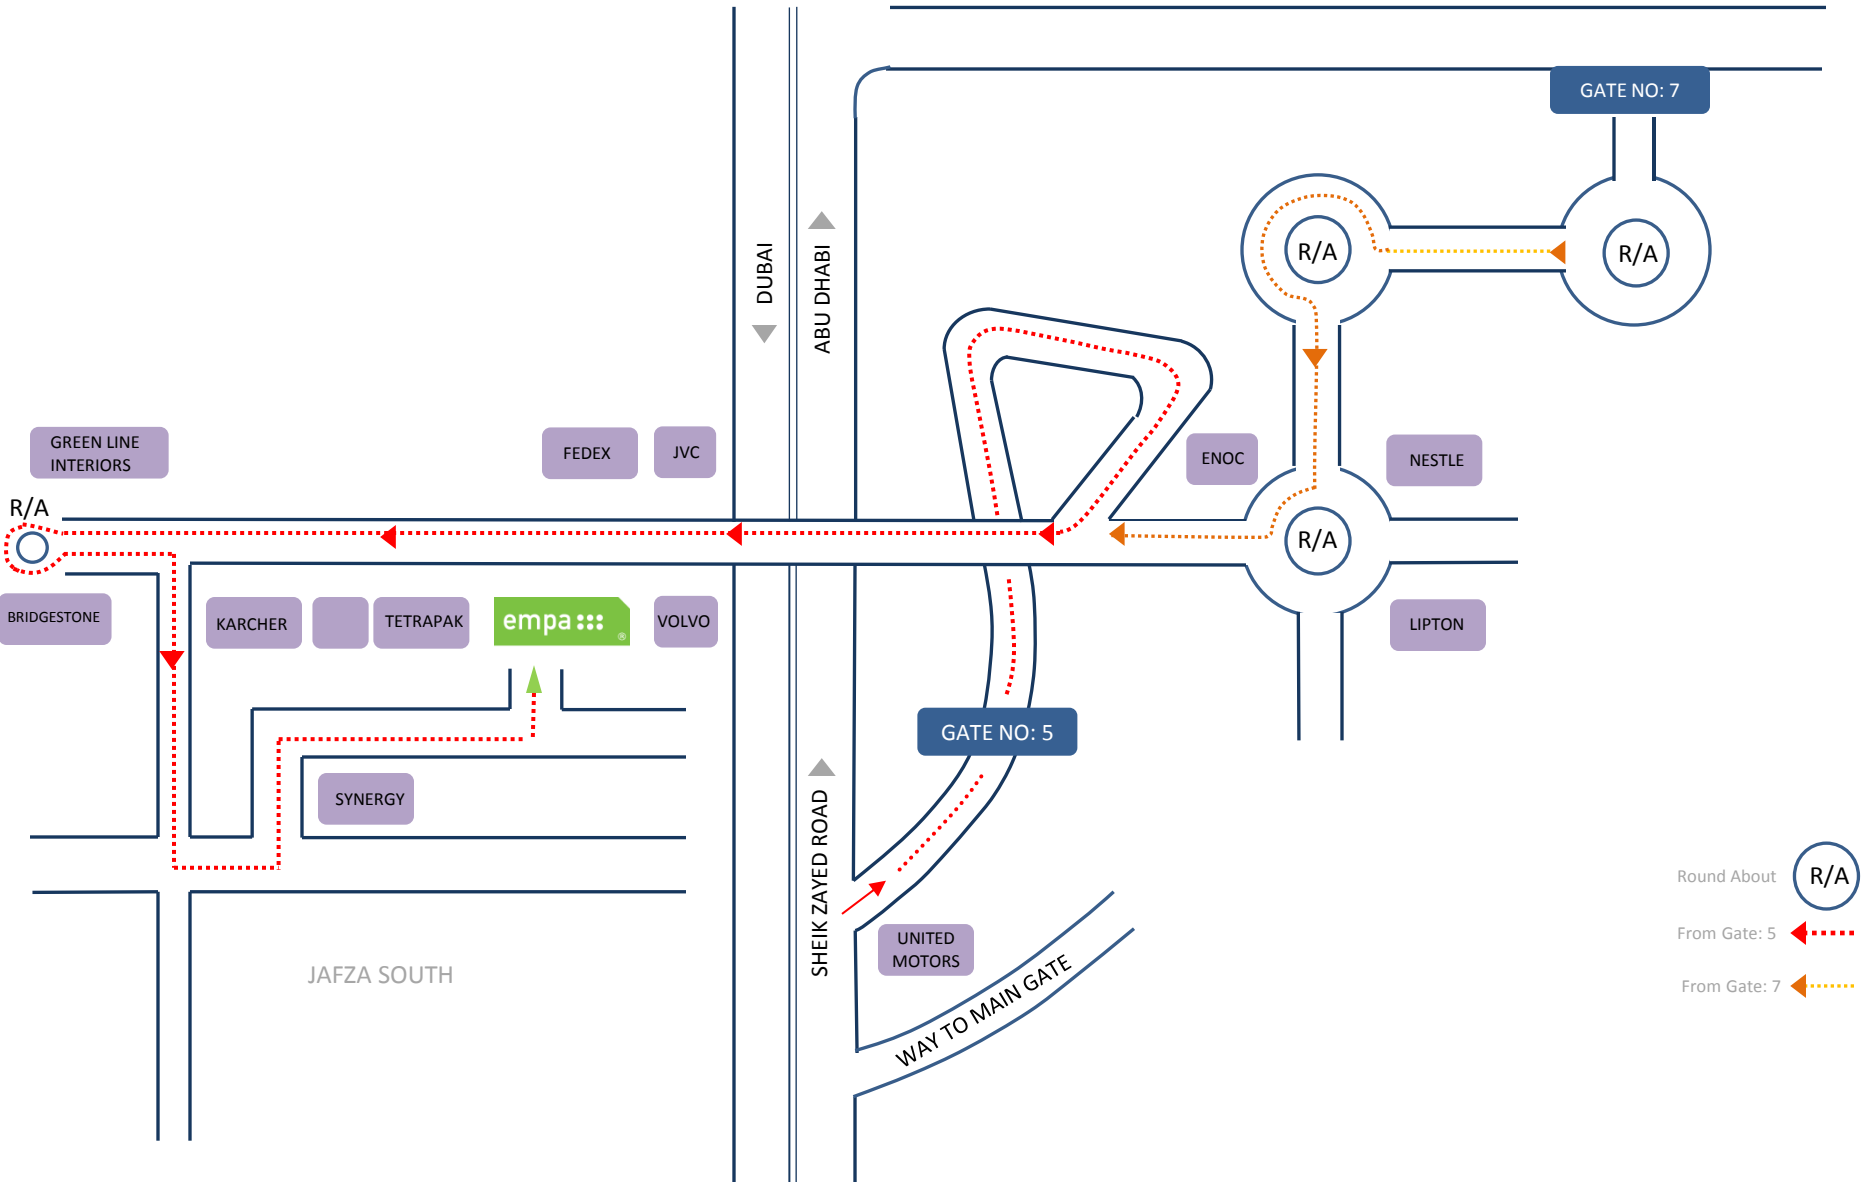 GATE NO: 7
R/A
R/A
DUBAI
ABU DHABI
GREEN LINE
INTERIORS
FEDEX
JVC
ENOC
NESTLE
R/A
R/A
BRIDGESTONE
KARCHER
TETRAPAK
empa
®
VOLVO
LIPTON
GATE NO: 5
SYNERGY
SHEIK ZAYED ROAD
Round About
R/A
From Gate: 5
From Gate: 7
UNITED
MOTORS
JAFZA SOUTH
WAY TO MAIN GATE